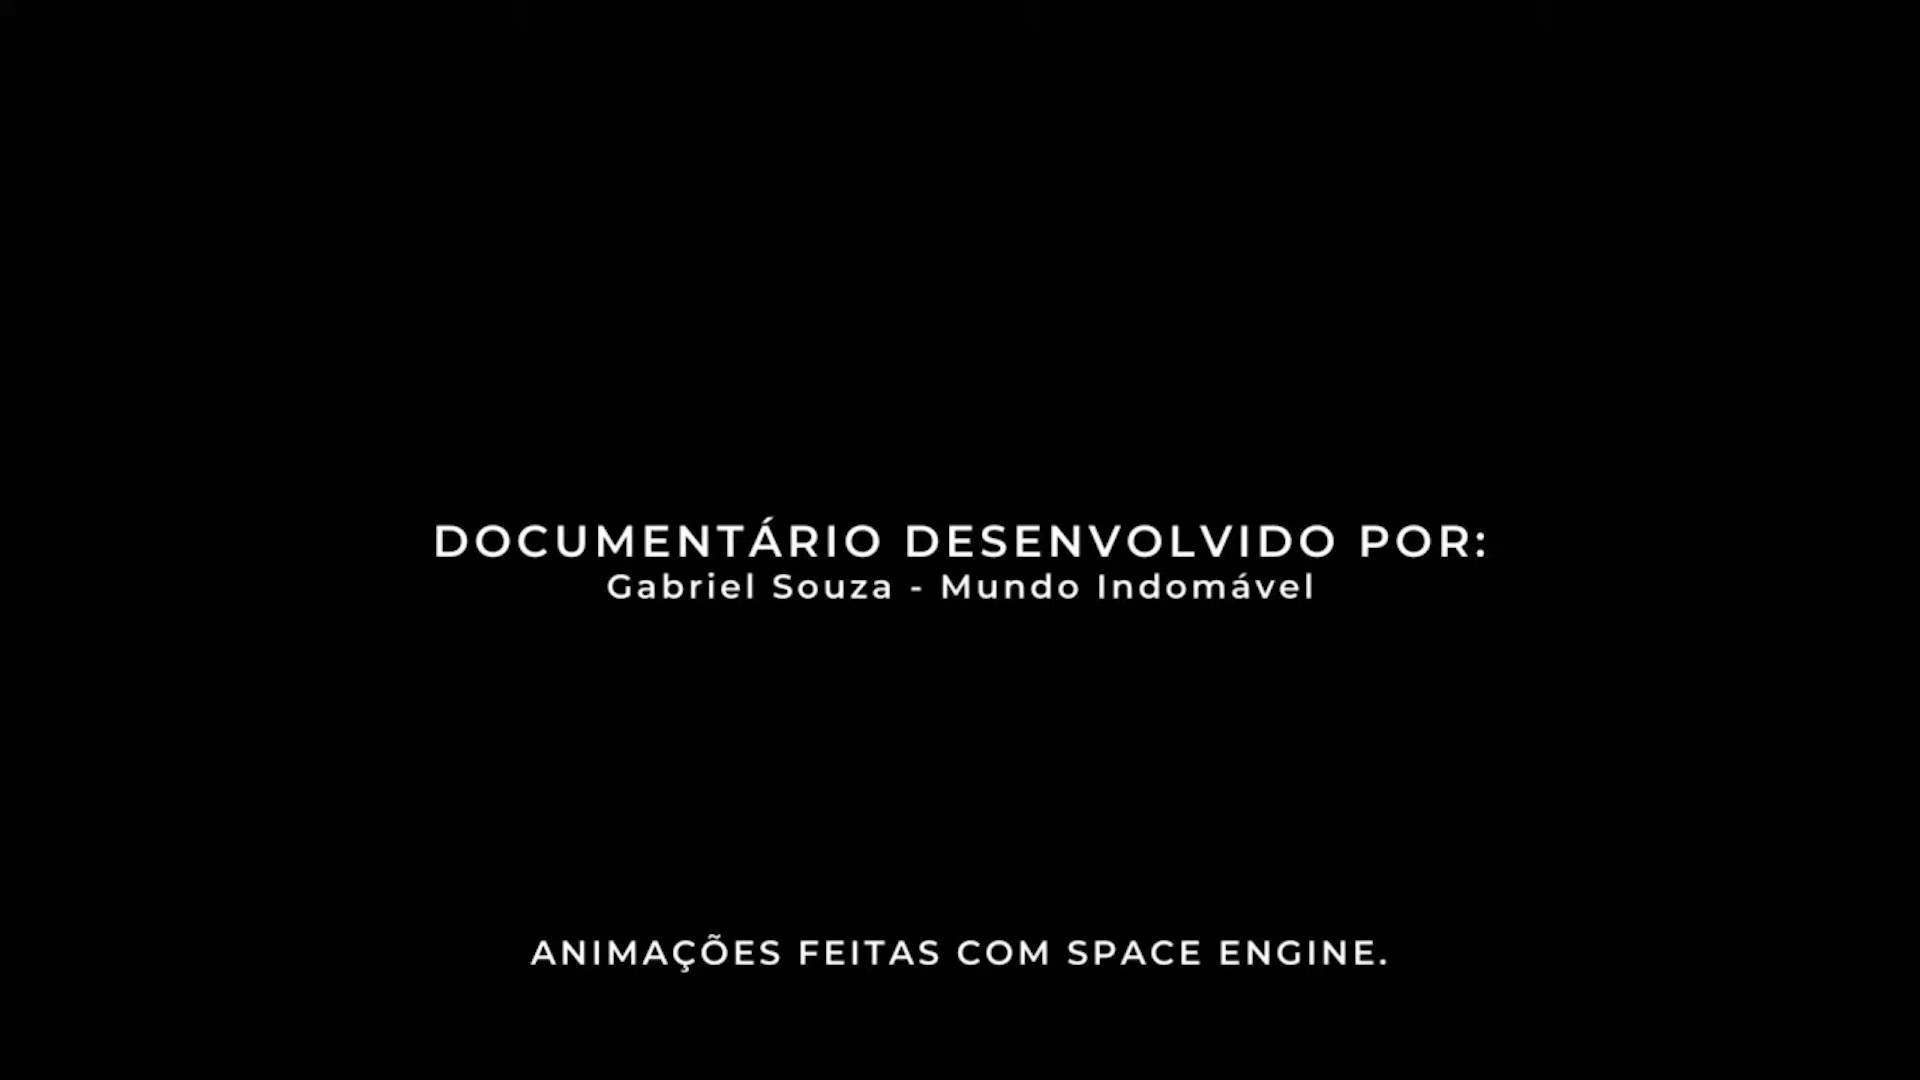 DOCUMENTÁRIO DESENVOLVIDO POR:
Gabriel Souza - Mundo Indomável
ANIMAÇÕES FEITAS COM SPACE ENGINE.